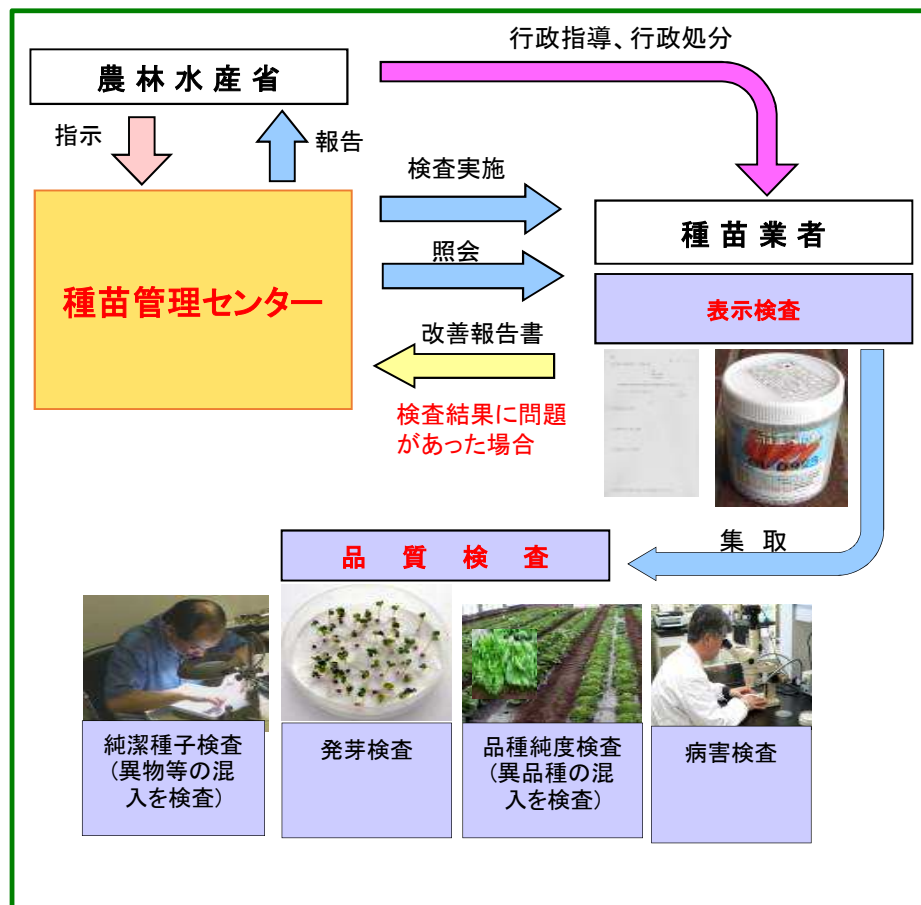 行政指導、行政処分
農林水産省
指示
報告
検査実施
種苗業者
照会
種苗管理センター
表示検査
改善報告書
検査結果に問題
があった場合
集 取
品 質 検 査
純潔種子検査
(異物等の混
入を検査)
発芽検査
品種純度検査
(異品種の混
入を検査)
病害検査